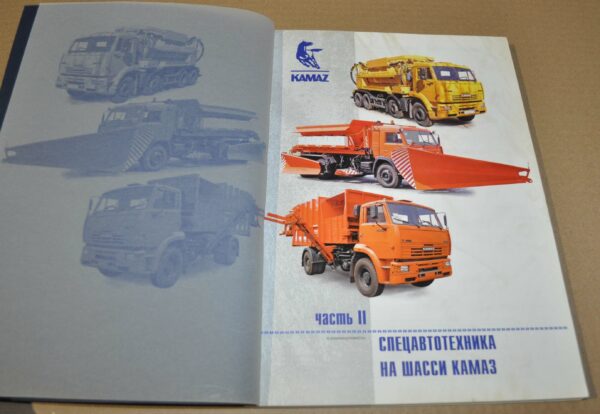 KAMAZ
часть II
СПЕЦАВТОТЕХНИКА
НА ШАССИ КАМАЗ